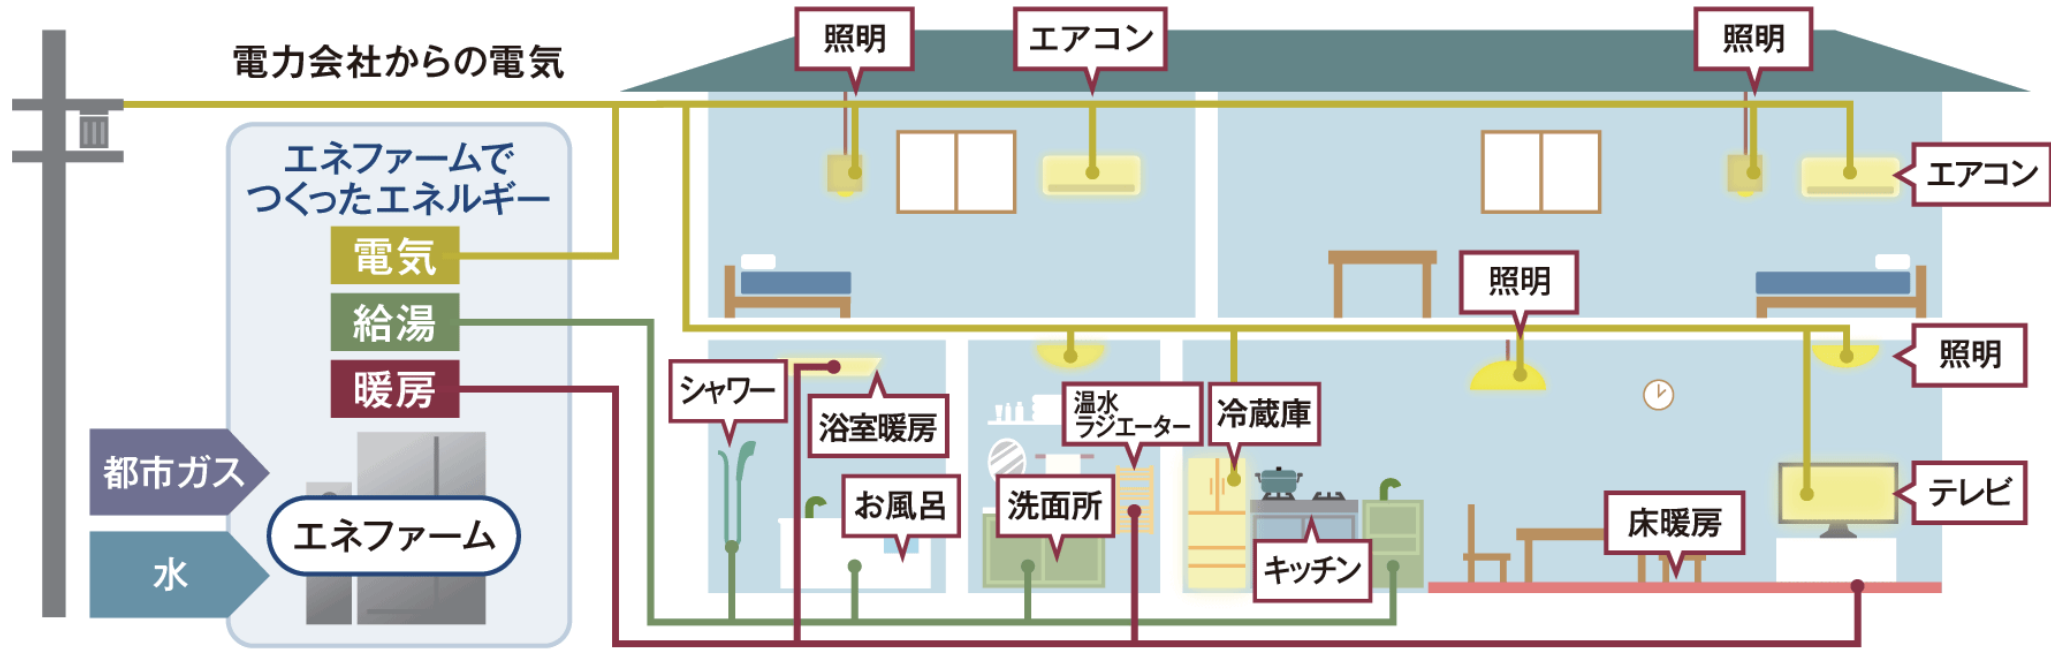 電力会社からの電気
照明
エアコン
照明
エアコン
エネファームで
つくったエネルギー
電気
給湯
暖房
都市ガス
水
エネファーム
照明
照明
シャワー
浴室暖房
温水
ラジエーター
冷蔵庫
お風呂
洗面所
キッチン
床暖房
テレビ